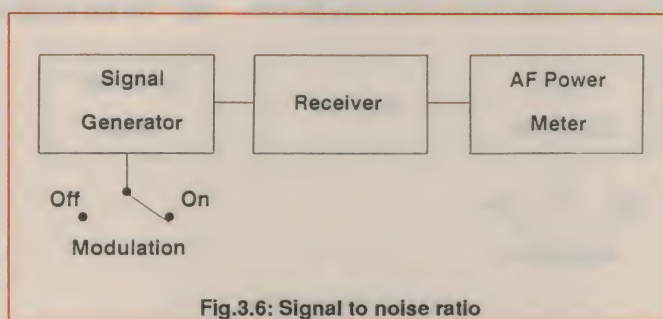 Signal
Generator
Receiver
AF Power
Meter
Off
On
Modulation
Fig.3.6: Signal to noise ratio